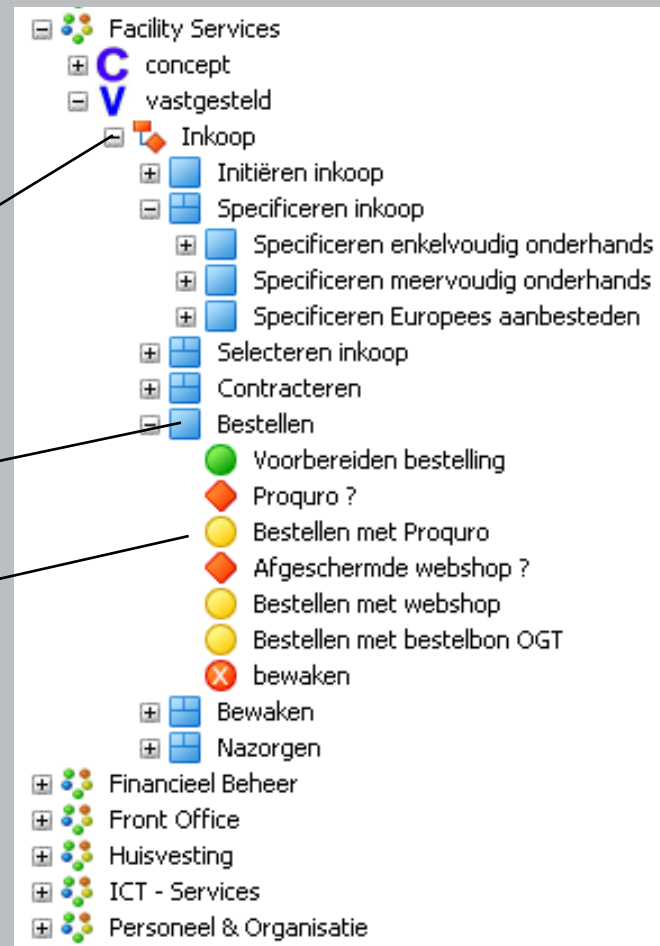 Facility Services
C concept
V vastgesteld
Inkoop
Initiëren inkoop
Specificeren inkoop
Specificeren enkelvoudig onderhands
Specificeren meervoudig onderhands
Specificeren Europees aanbesteden
Selecteren inkoop
Contracteren
Bestellen
Voorbereiden bestelling
Proquro ?
Bestellen met Proquro
Afgeschermde webshop ?
Bestellen met webshop
Bestellen met bestelbon OGT
X bewaken
Bewaken
Nazorgen
Financieel Beheer
Front Office
Huisvesting
ICT - Services
Personeel & Organisatie